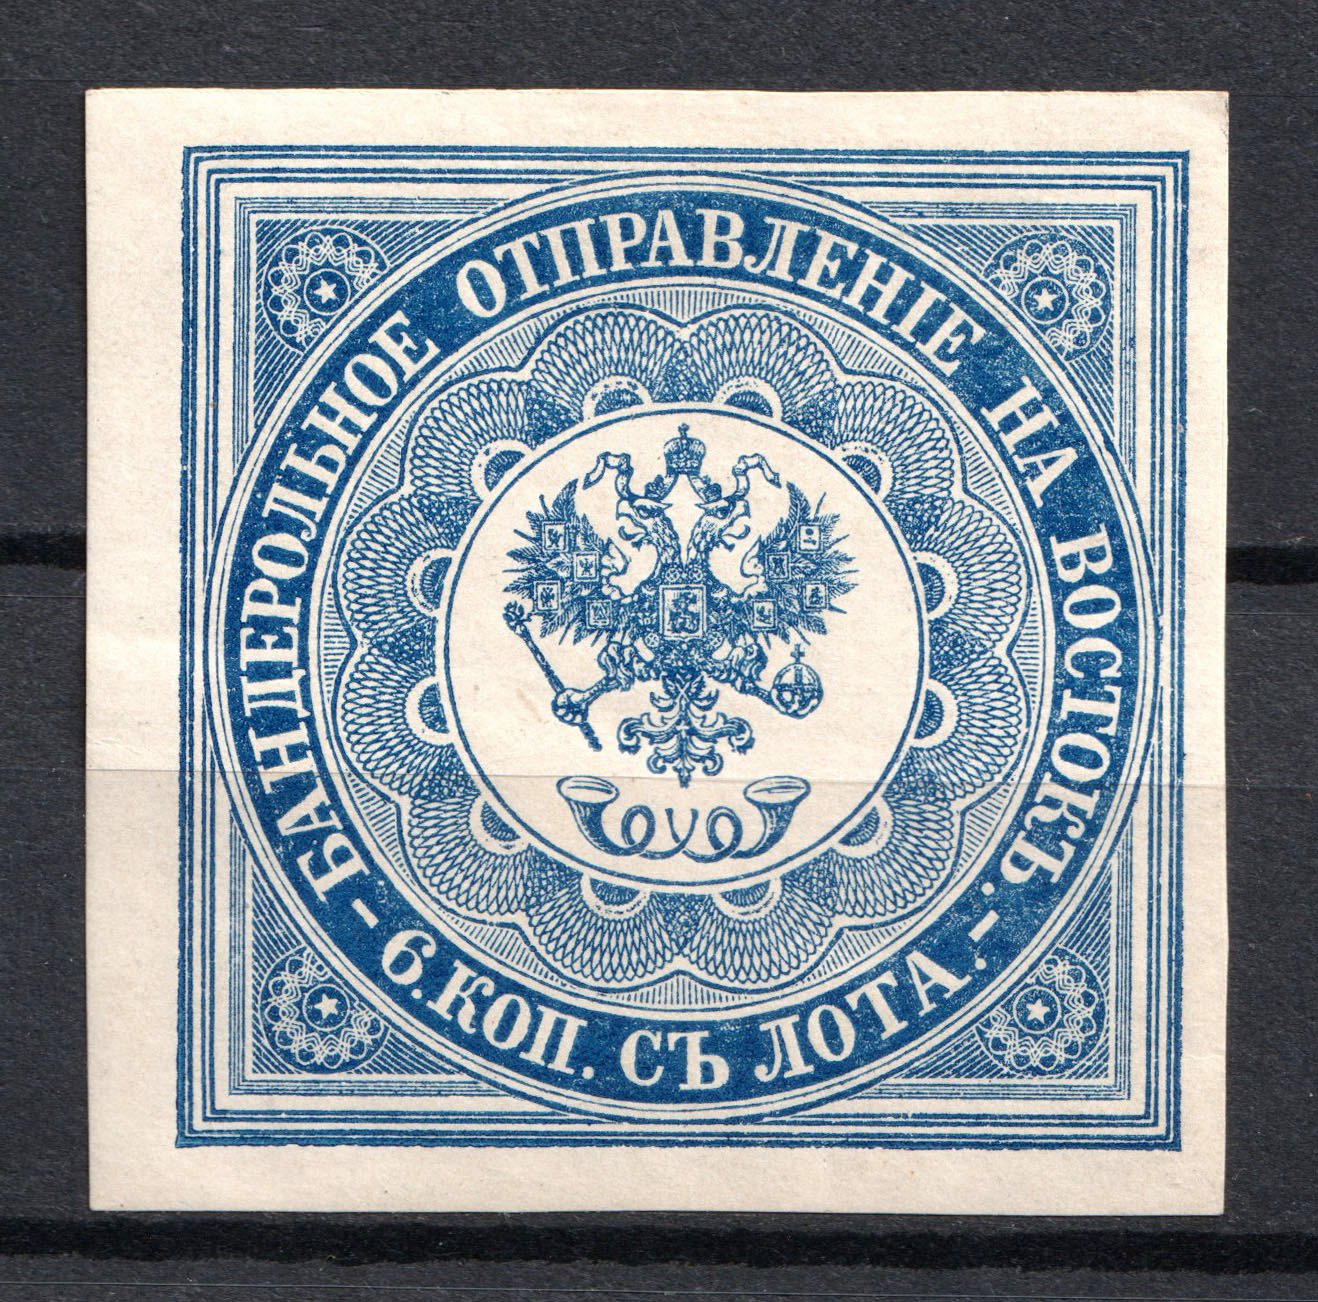 БАНДЕРОЛЬНОЕ ОТПРАВЛЕНІЕ НА ВОСТОКЪ.
6. КОП. СЪ ЛОТА.